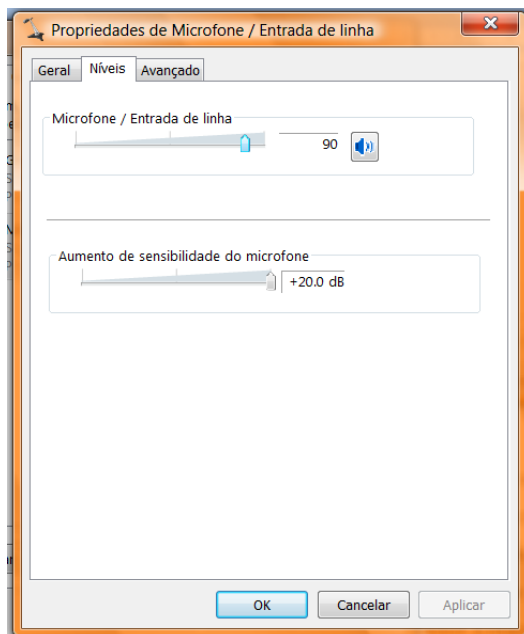 Propriedades de Microfone / Entrada de linha
Geral Níveis Avançado
Microfone / Entrada de linha
90
Aumento de sensibilidade do microfone
+20.0 dB
OK Cancelar Aplicar